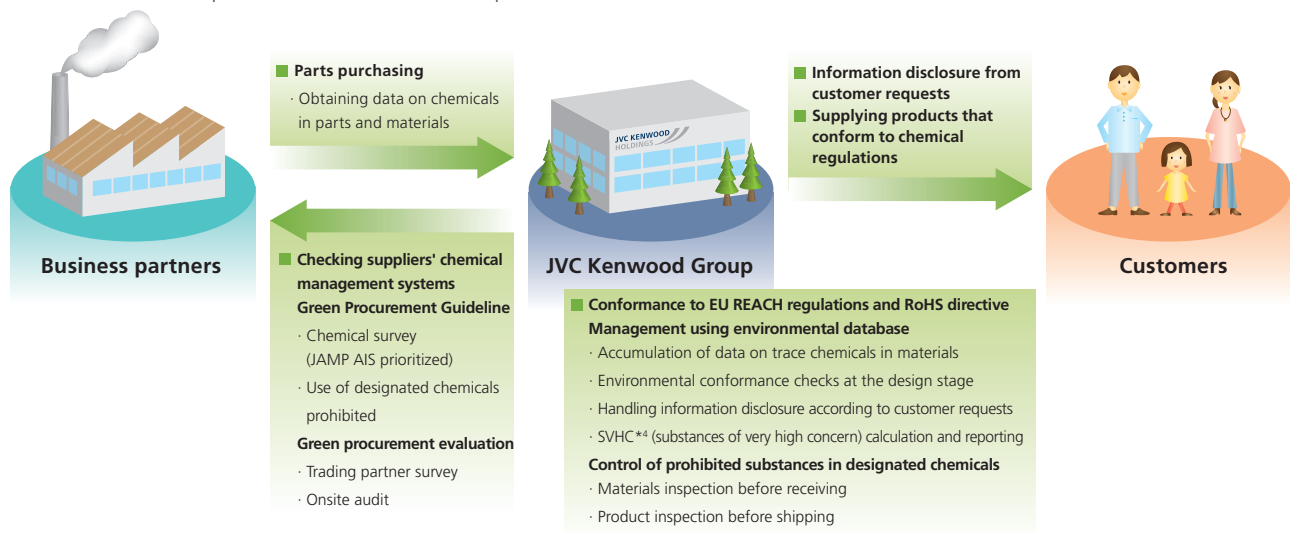 Parts purchasing
· Obtaining data on chemicals
in parts and materials
Information disclosure from
customer requests
Supplying products that
conform to chemical
regulations
JVC KENWOOD
HOLDINGS
Business partners
JVC Kenwood Group
Customers
Checking suppliers' chemical
management systems
Green Procurement Guideline
· Chemical survey
(JAMP AIS prioritized)
· Use of designated chemicals
prohibited
Green procurement evaluation
· Trading partner survey
· Onsite audit
Conformance to EU REACH regulations and RoHS directive
Management using environmental database
· Accumulation of data on trace chemicals in materials
· Environmental conformance checks at the design stage
· Handling information disclosure according to customer requests
· SVHC*4 (substances of very high concern) calculation and reporting
Control of prohibited substances in designated chemicals
· Materials inspection before receiving
· Product inspection before shipping